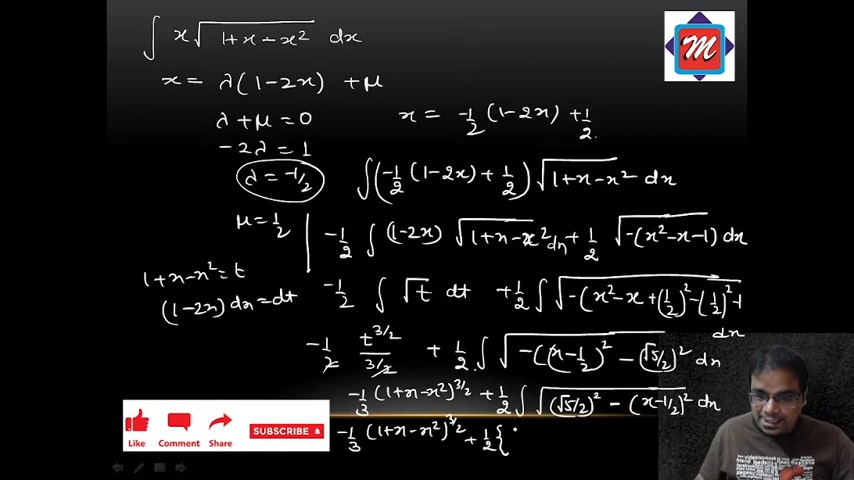 ∫ x √(1+x-x²) dx
x = λ(1-2x) + μ
λ+μ = 0
x = -1/2 (1-2x) + 1/2
-2λ = 1
λ = -1/2
∫ (-1/2 (1-2x) + 1/2) √(1+x-x²) dx
μ = 1/2
-1/2 ∫ (1-2x) √(1+x-x²) dx + 1/2 √(-(x²-x-1)) dx
1+x-x² = t
(1-2x) dx = dt
-1/2 ∫ √t dt + 1/2 ∫ √(-(x²-x+(1/2)²-(1/2)²-1 dx
-1/2 t^3/2 / 3/2 + 1/2 ∫ √(-((x-1/2)² - (√5/2)² dx
-1/3 (1+x-x²)^3/2 + 1/2 ∫ √((√5/2)² - (x-1/2)²) dx
-1/3 (1+x-x²)^3/2 + 1/2 {
M
Like
Comment
Share
SUBSCRIBE